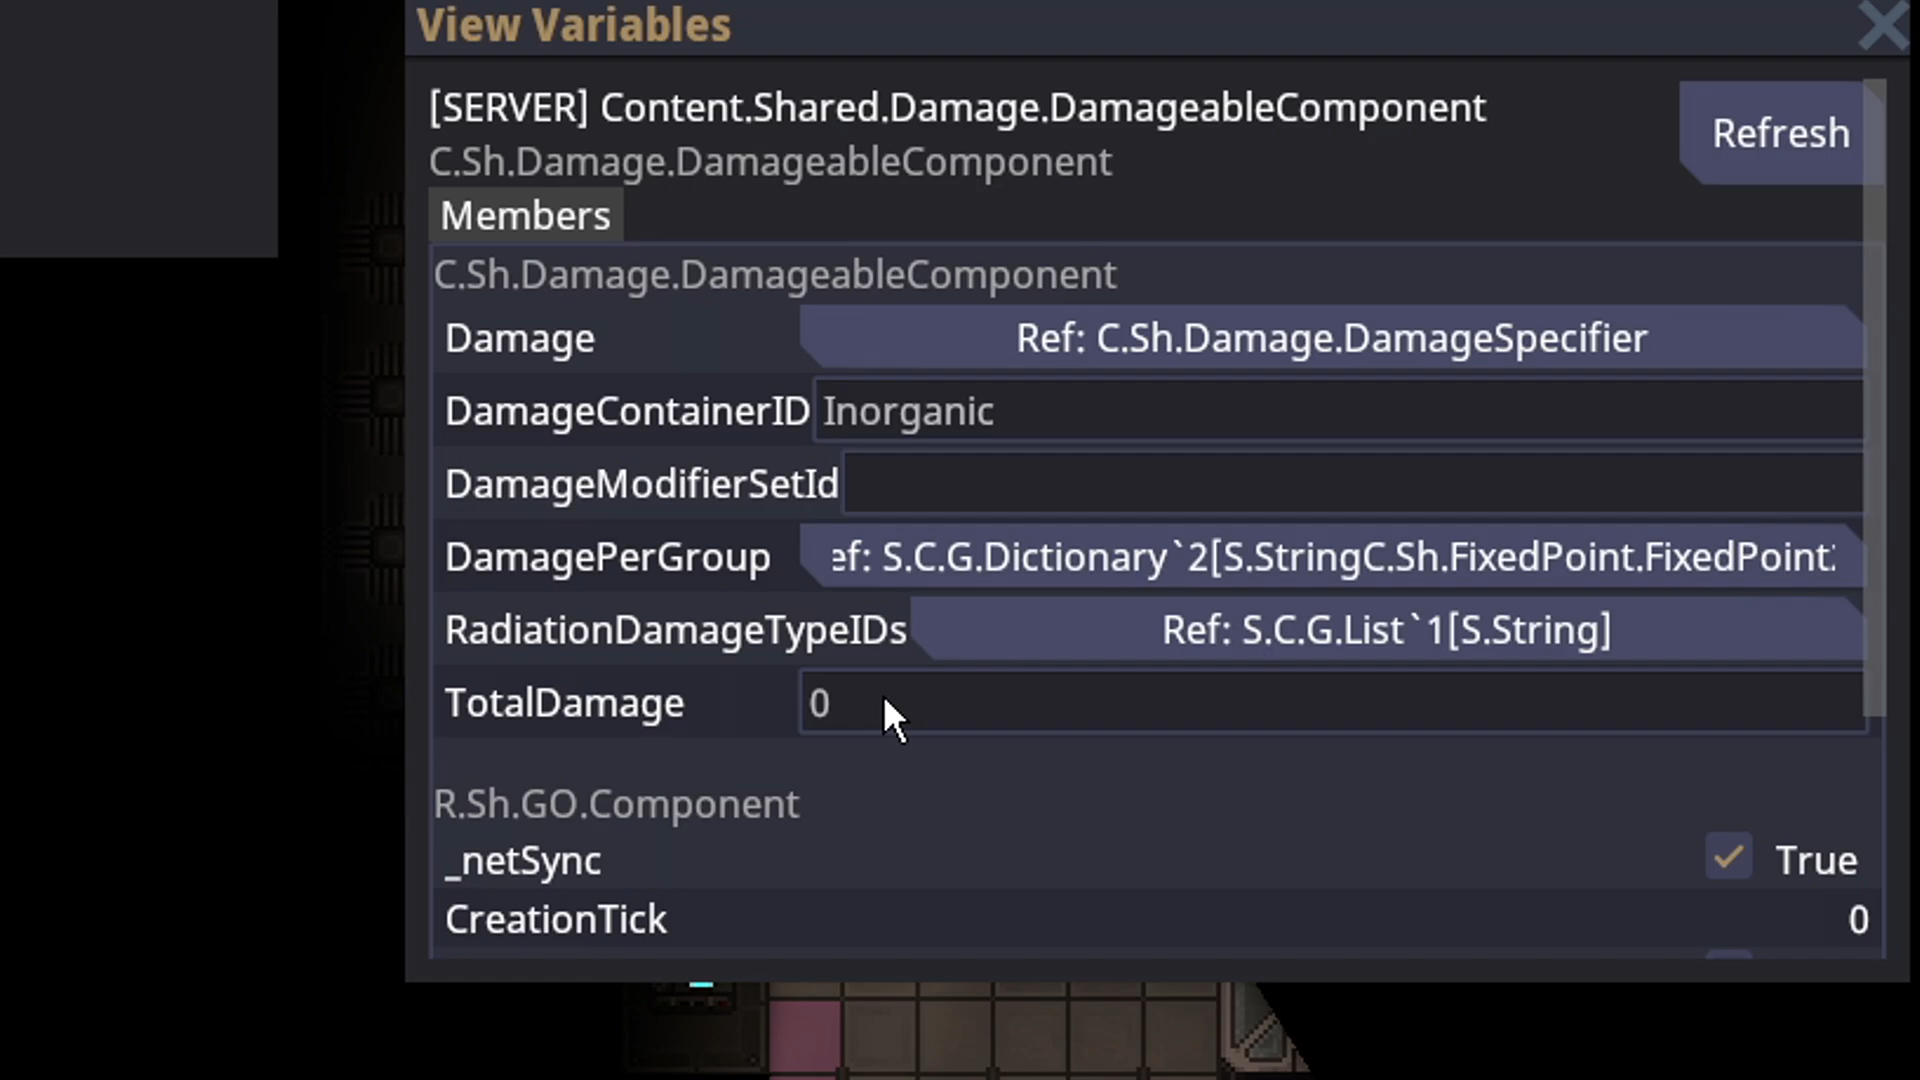 View Variables
[SERVER] Content.Shared.Damage.DamageableComponent
Refresh
C.Sh.Damage.DamageableComponent
Members
C.Sh.Damage.DamageableComponent
Damage Ref: C.Sh.Damage.DamageSpecifier
DamageContainerID Inorganic
DamageModifierSetId
DamagePerGroup ef: S.C.G.Dictionary`2[S.StringC.Sh.FixedPoint.FixedPoint
RadiationDamageTypeIDs Ref: S.C.G.List`1[S.String]
TotalDamage 0
R.Sh.GO.Component
_netSync True
CreationTick 0